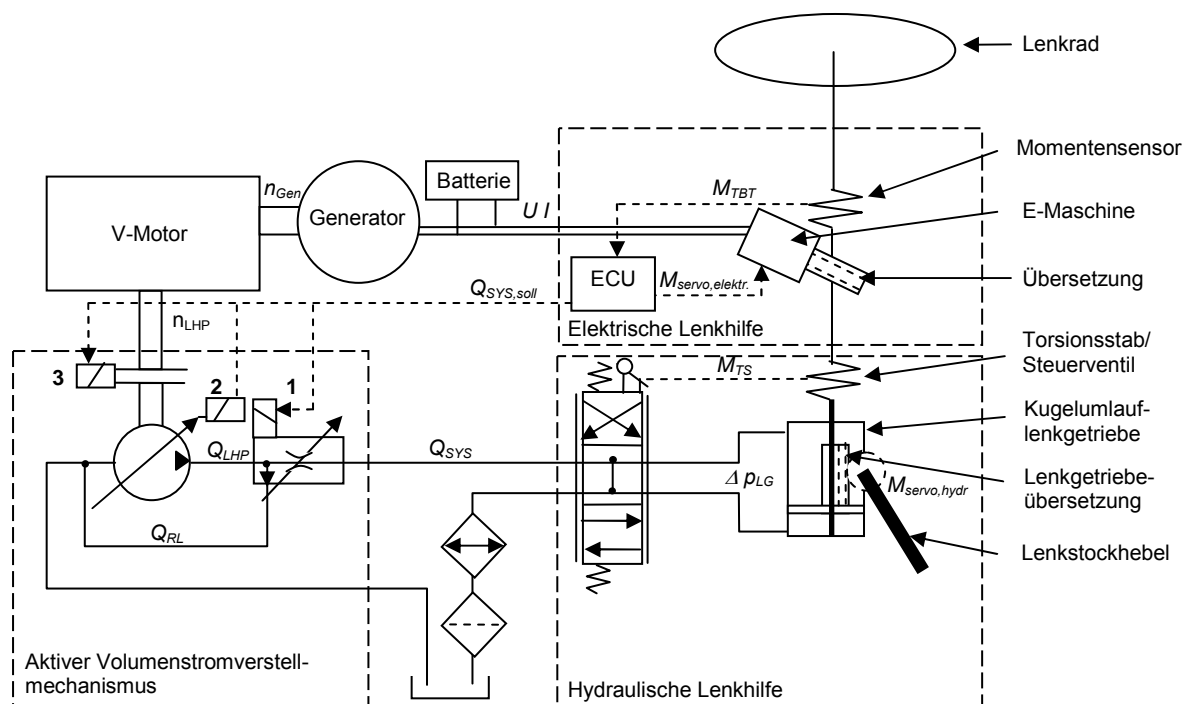 Lenkrad
Momentensensor
E-Maschine
Übersetzung
Torsionsstab/
Steuerventil
Kugelumlauf-
lenkgetriebe
Lenkgetriebe-
übersetzung
Lenkstockhebel
V-Motor
n_Gen
Generator
Batterie
U I
M_TBT
ECU
M_servo,elektr.
Q_SYS,soll
Elektrische Lenkhilfe
n_LHP
3
2
1
Q_LHP
Q_SYS
Q_RL
M_TS
Δ p_LG
M_servo,hydr
Aktiver Volumenstromverstell-
mechanismus
Hydraulische Lenkhilfe